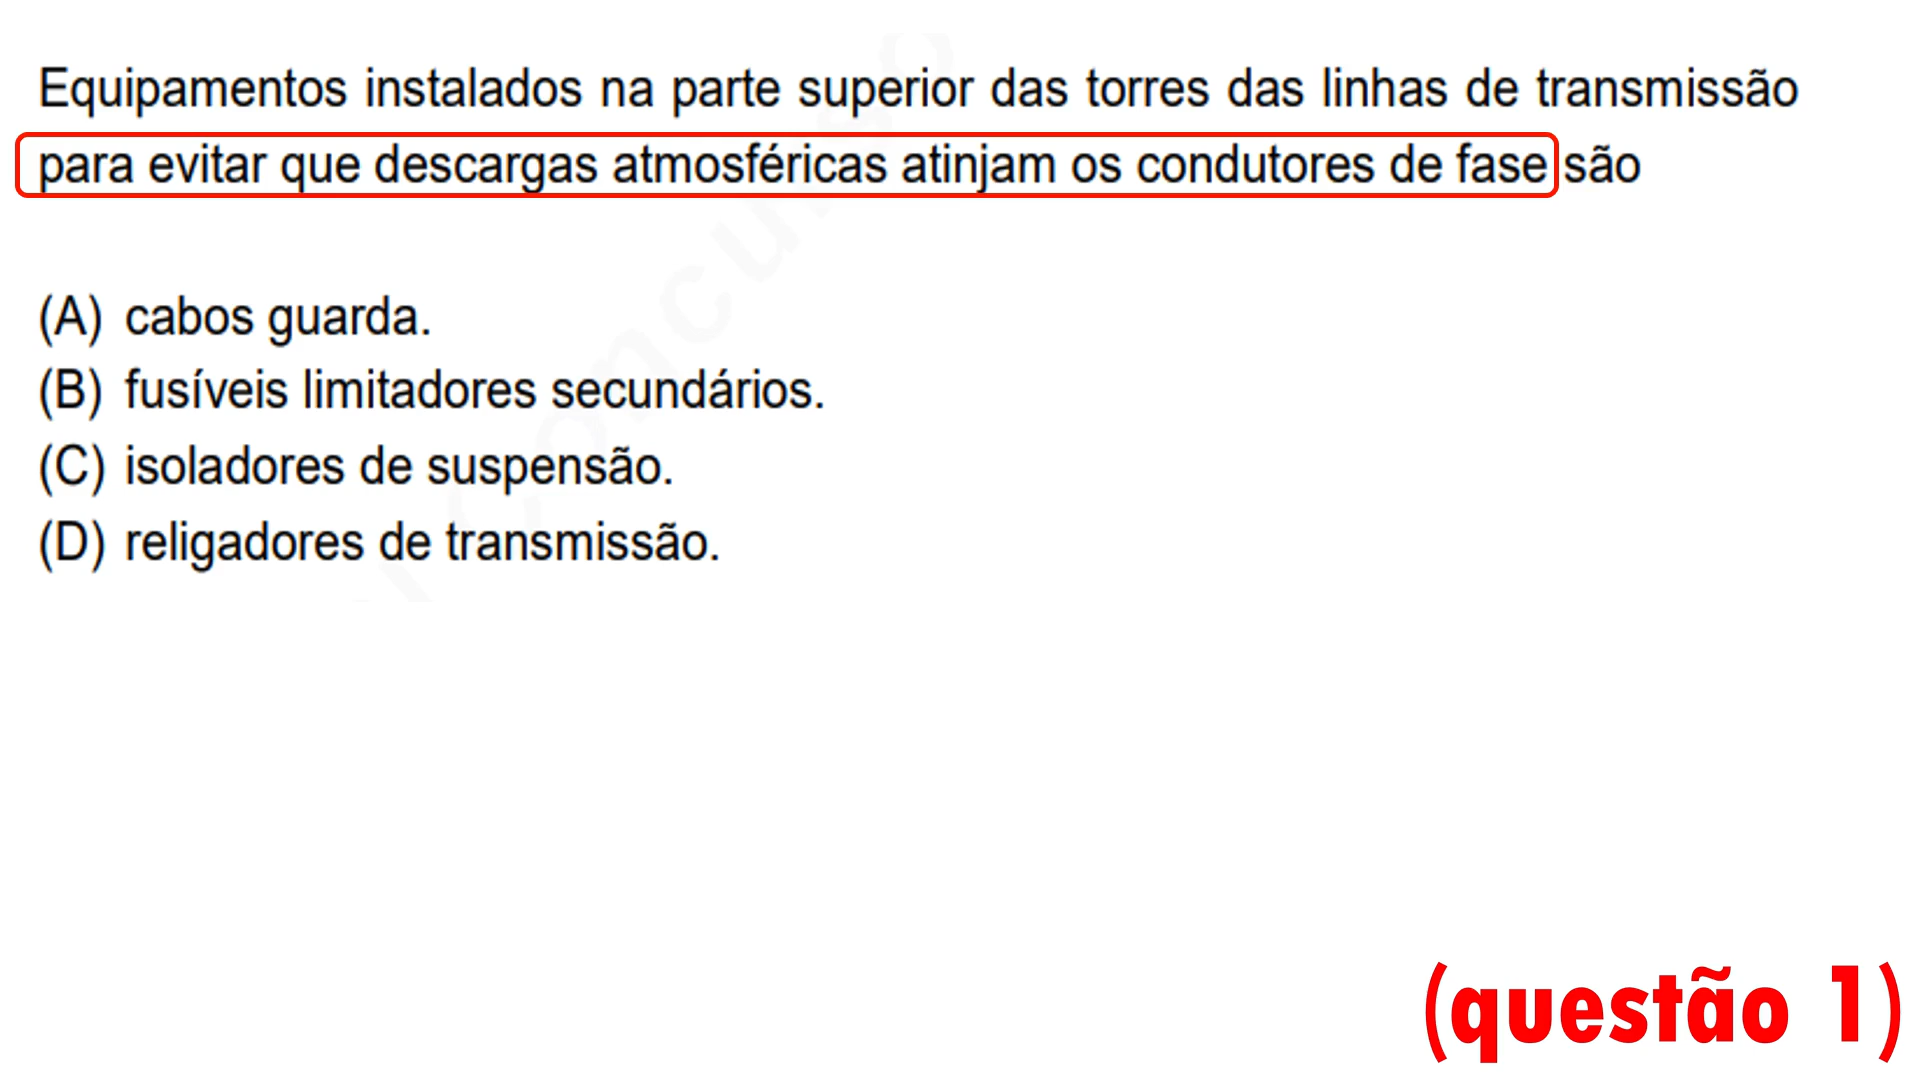 Equipamentos instalados na parte superior das torres das linhas de transmissão
para evitar que descargas atmosféricas atinjam os condutores de fase são
(A) cabos guarda.
(B) fusíveis limitadores secundários.
(C) isoladores de suspensão.
(D) religadores de transmissão.
(questão 1)